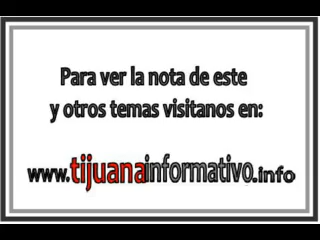 Para ver la nota de este
y otros temas visitanos en:
www.tijuanainformativo.info